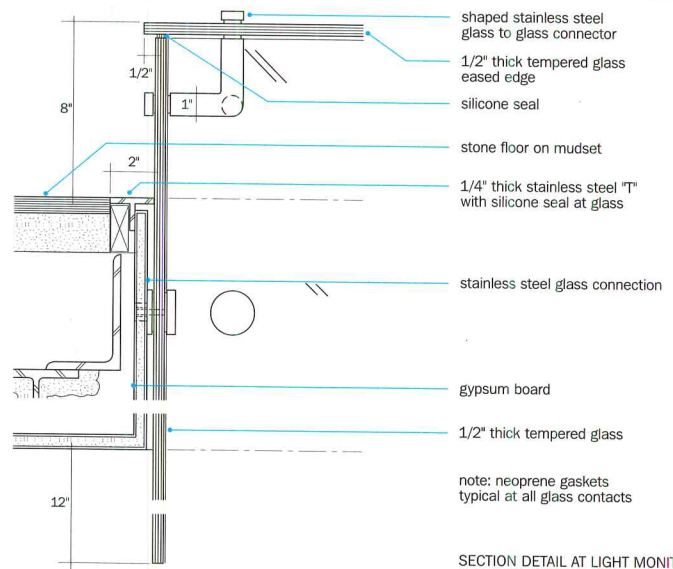 shaped stainless steel
glass to glass connector
1/2" thick tempered glass
eased edge
silicone seal
stone floor on mudset
1/4" thick stainless steel "T"
with silicone seal at glass
stainless steel glass connection
gypsum board
1/2" thick tempered glass
note: neoprene gaskets
typical at all glass contacts
SECTION DETAIL AT LIGHT MONIT
1/2"
8"
1"
2"
12"